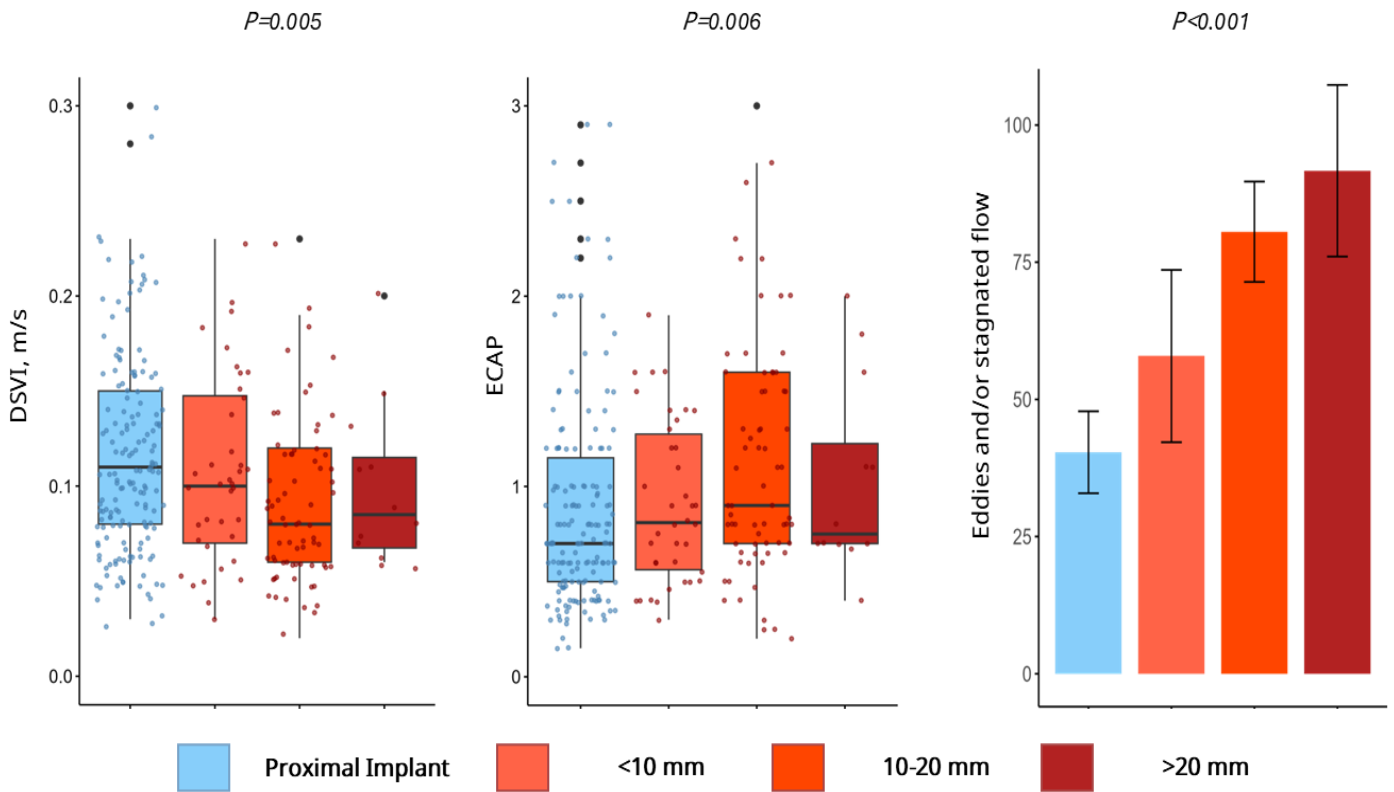 P=0.005
P=0.006
P<0.001
DSVI, m/s
0.3
0.2
0.1
0.0
ECAP
3
2
1
0
Eddies and/or stagnated flow
100
75
50
25
0
Proximal Implant
<10 mm
10-20 mm
>20 mm